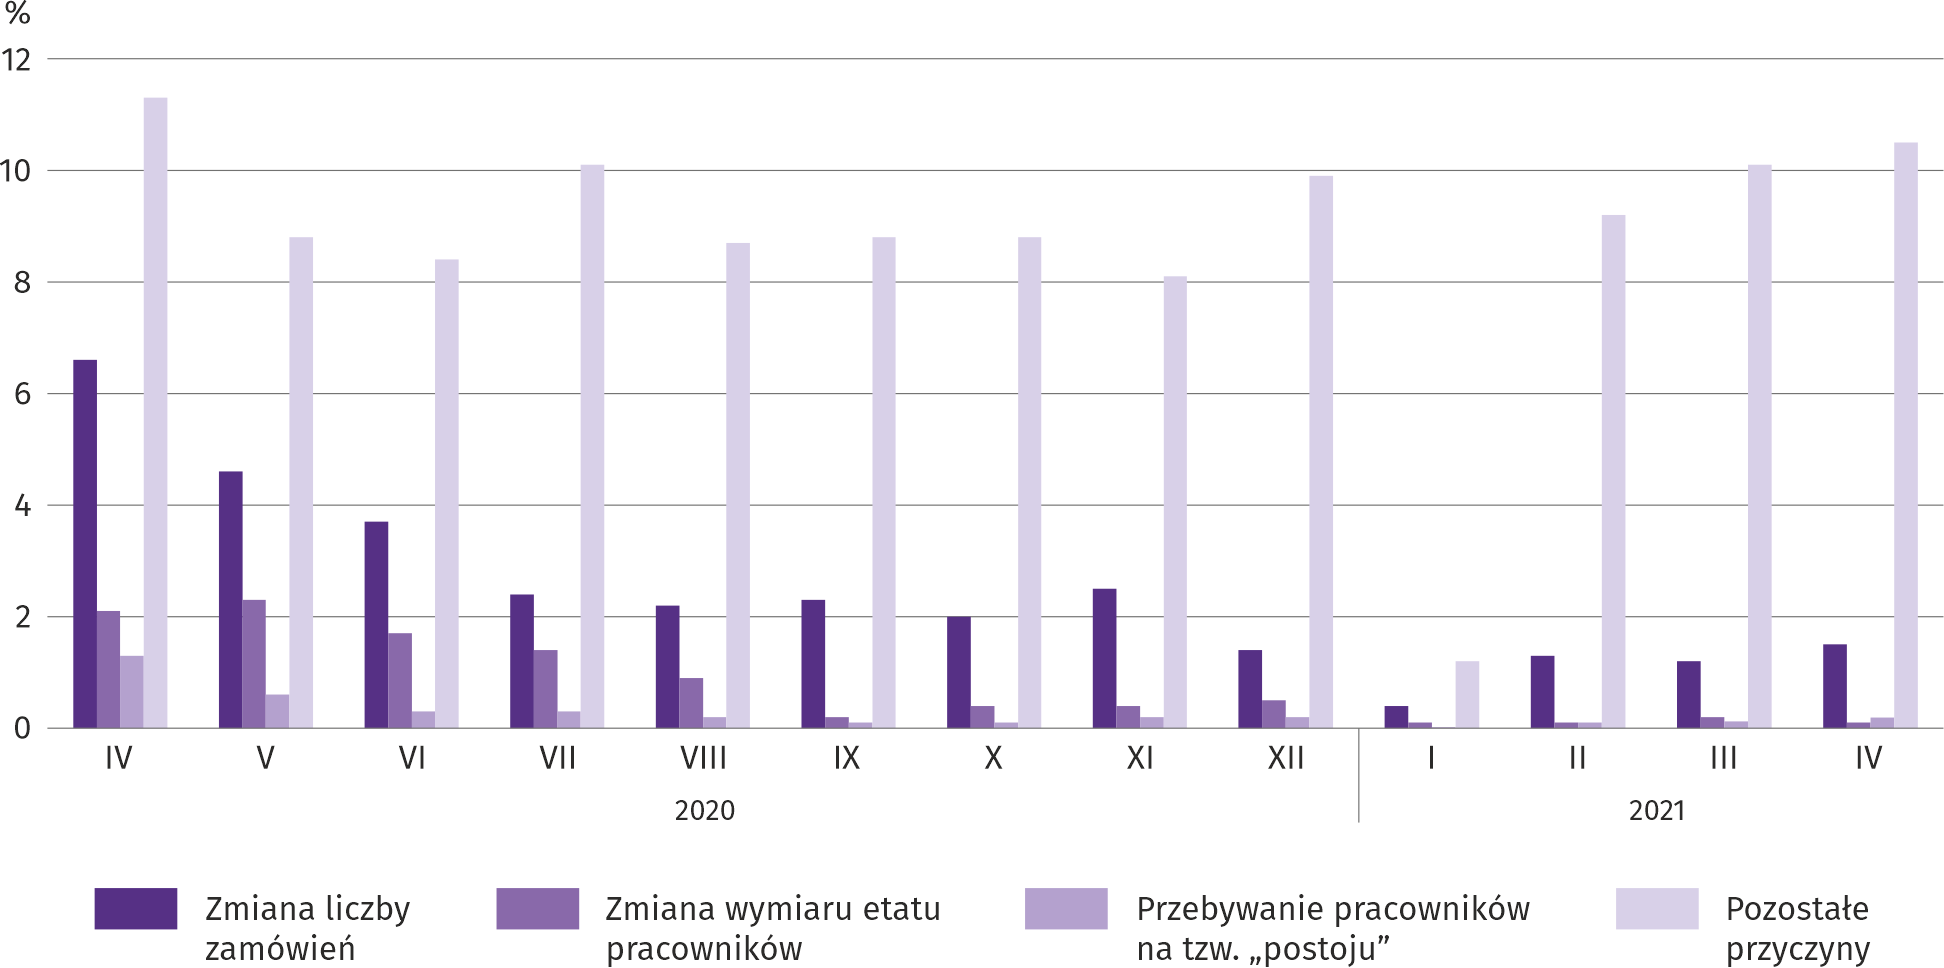 %
12
10
8
6
4
2
0
IV V VI VII VIII IX X XI XII I II III IV
2020 2021
Zmiana liczby
zamówień
Zmiana wymiaru etatu
pracowników
Przebywanie pracowników
na tzw. „postoju”
Pozostałe
przyczyny